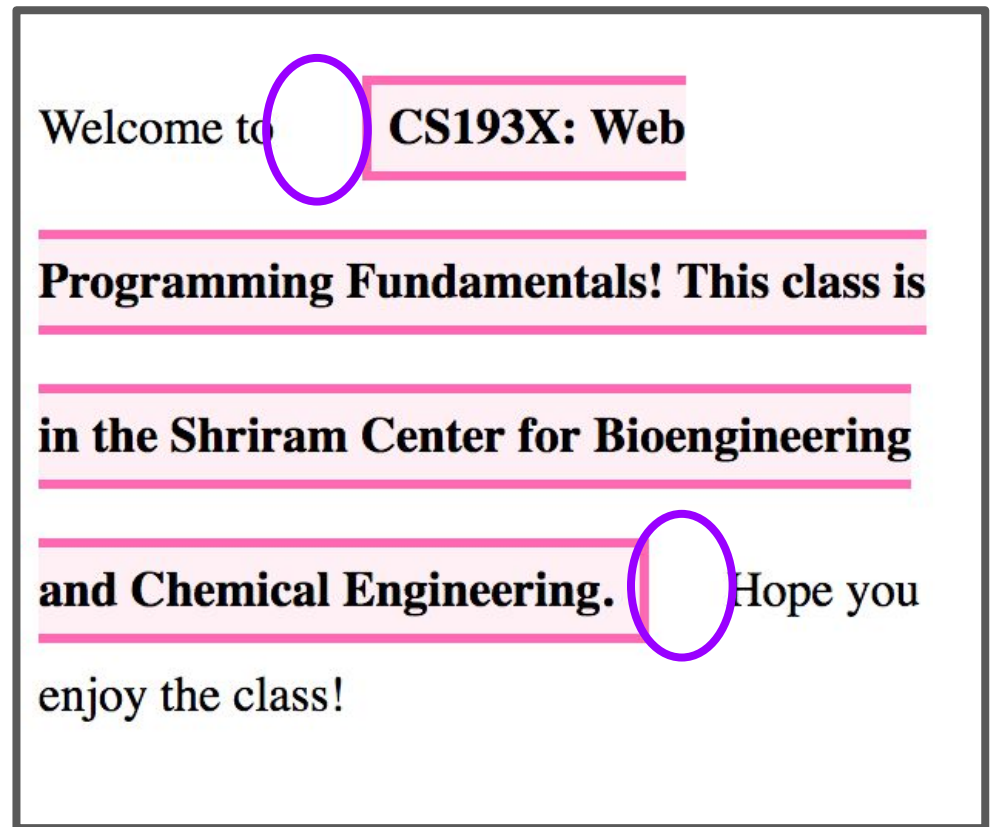 Welcome to CS193X: Web
Programming Fundamentals! This class is
in the Shriram Center for Bioengineering
and Chemical Engineering. Hope you
enjoy the class!